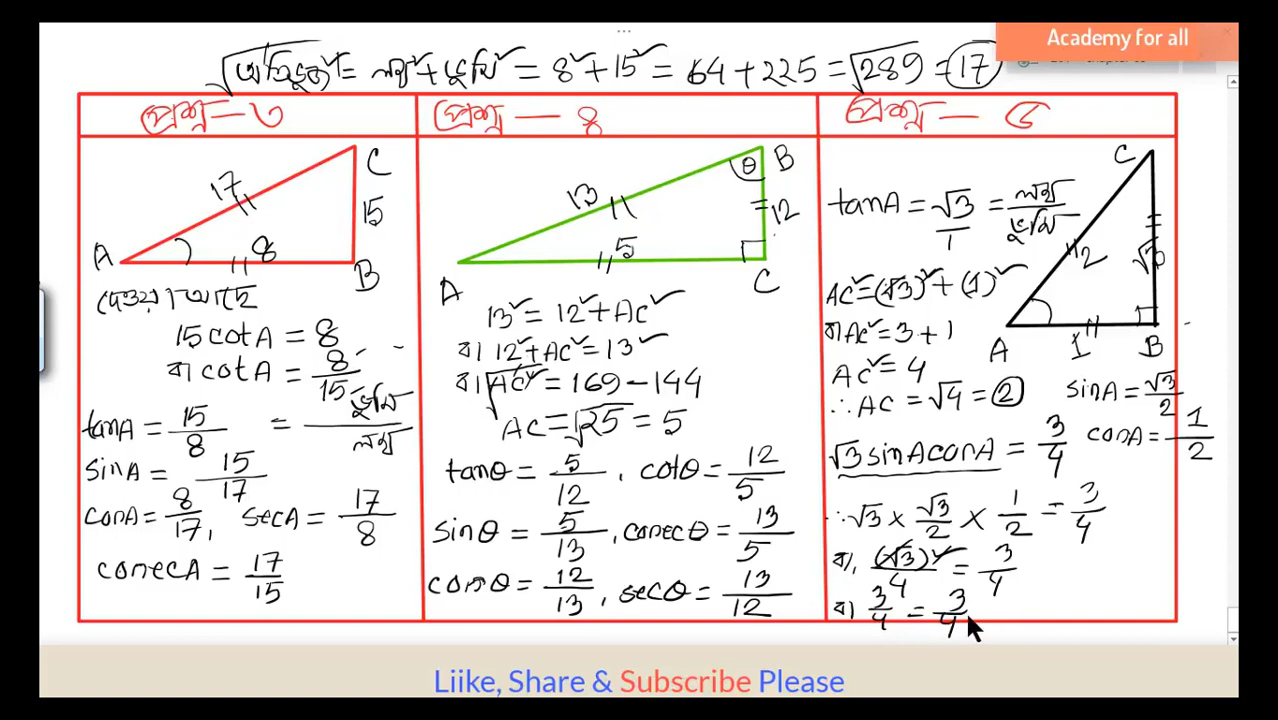 Academy for all
√অতিভুজ² = লম্ব² + ভূমি² = 8² + 15² = 64 + 225 = √289 = 17
প্রশ্ন — ৩
17
C
15
A
8
B
দেওয়া আছে
15 cotA = 8
বা cotA = 8/15 = ভূমি/লম্ব
tanA = 15/8
sinA = 15/17
cosA = 8/17, secA = 17/8
cosecA = 17/15
প্রশ্ন — ৪
θ
B
13
12
5
A
C
13² = 12² + AC²
বা 12² + AC² = 13²
বা √AC² = 169 − 144
AC = √25 = 5
tanθ = 5/12, cotθ = 12/5
sinθ = 5/13, cosecθ = 13/5
cosθ = 12/13, secθ = 13/12
প্রশ্ন — ৫
C
tanA = √3/1 = লম্ব/ভূমি
2
√3
A
1
B
AC² = (√3)² + (1)²
বা AC² = 3 + 1
AC² = 4
∴ AC = √4 = 2
sinA = √3/2
cosA = 1/2
√3 sinA cosA = 3/4
∴ √3 × √3/2 × 1/2 = 3/4
বা, (√3)²/4 = 3/4
বা 3/4 = 3/4
Liike, Share & Subscribe Please